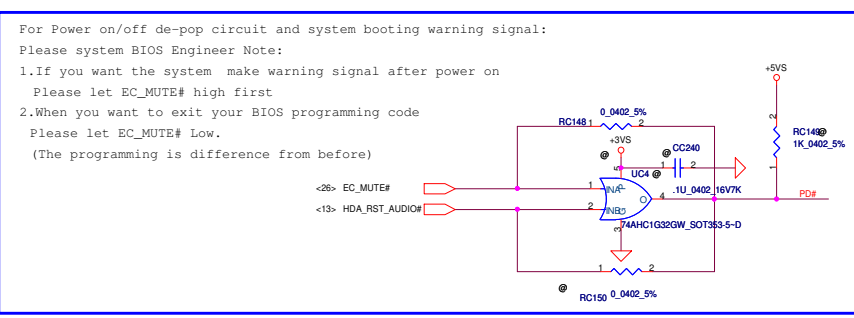 For Power on/off de-pop circuit and system booting warning signal:
Please system BIOS Engineer Note:
1.If you want the system  make warning signal after power on
Please let EC_MUTE# high first
2.When you want to exit your BIOS programming code
Please let EC_MUTE# Low.
(The programming is difference from before)
+5VS
0_0402_5%
RC148 1 2
+3VS
@
@ CC240
1 2
2
RC149@
1K_0402_5%
1
5
UC4 @
.1U_0402_16V7K
<26> EC_MUTE#
1 INA P
O 4
PD#
<13> HDA_RST_AUDIO#
2 INB G
3
74AHC1G32GW_SOT353-5~D
1 2
@
RC150 0_0402_5%